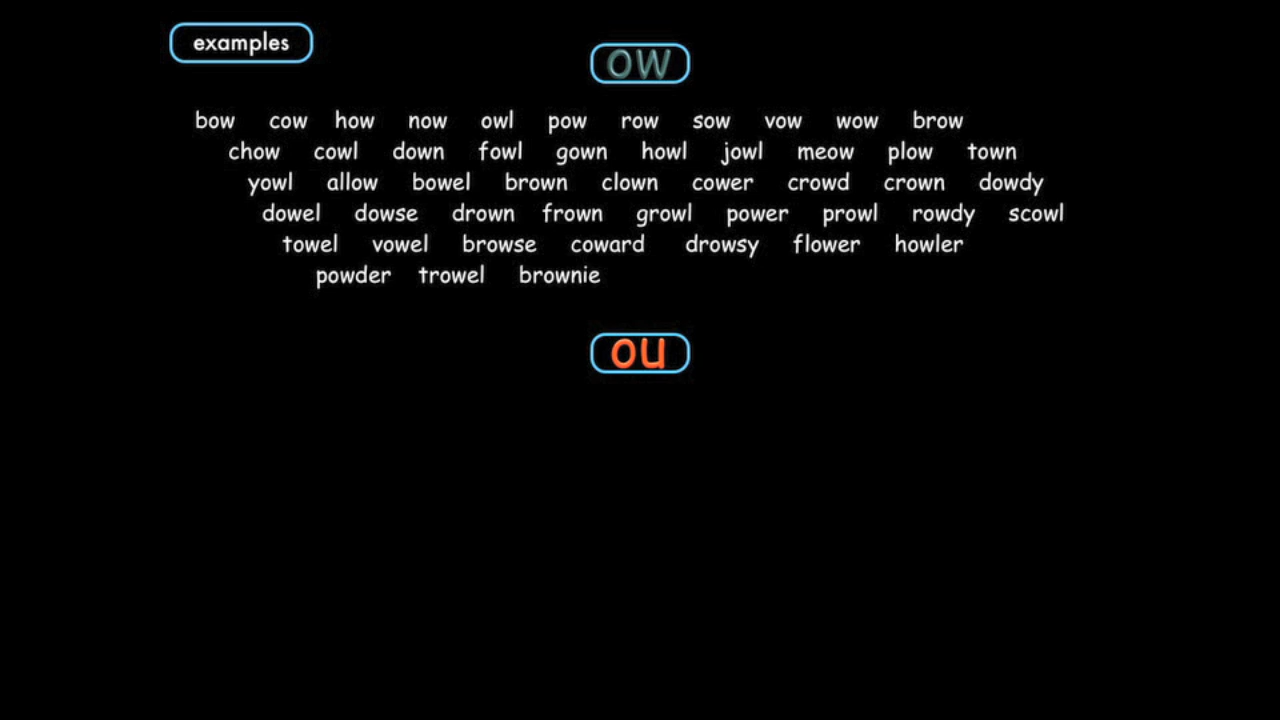 examples
ow
bow cow how now owl pow row sow vow wow brow
chow cowl down fowl gown howl jowl meow plow town
yowl allow bowel brown clown cower crowd crown dowdy
dowel dowse drown frown growl power prowl rowdy scowl
towel vowel browse coward drowsy flower howler
powder trowel brownie
ou